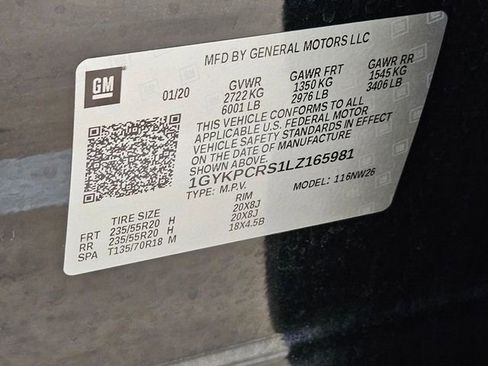 MFD BY GENERAL MOTORS LLC
GM
01/20 GVWR GAWR FRT GAWR RR
2722 KG 1350 KG 1545 KG
6001 LB 2976 LB 3406 LB
THIS VEHICLE CONFORMS TO ALL
APPLICABLE U.S. FEDERAL MOTOR
VEHICLE SAFETY STANDARDS IN EFFECT
ON THE DATE OF MANUFACTURE
SHOWN ABOVE.
1GYKPCRS1LZ165981
TYPE: M.P.V. MODEL: 116NW26
TIRE SIZE RIM
FRT 235/55R20 H 20X8J
RR 235/55R20 H 20X8J
SPA T135/70R18 M 18X4.5B